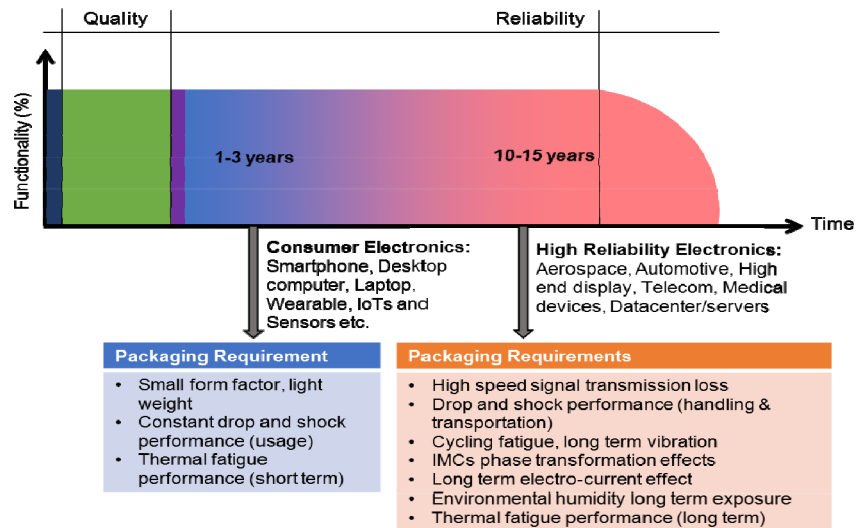 Quality
Reliability
Functionality (%)
1-3 years
10-15 years
Time
Consumer Electronics:
Smartphone, Desktop
computer, Laptop,
Wearable, IoTs and
Sensors etc.
High Reliability Electronics:
Aerospace, Automotive, High
end display, Telecom, Medical
devices, Datacenter/servers
Packaging Requirement
• Small form factor, light
weight
• Constant drop and shock
performance (usage)
• Thermal fatigue
performance (short term)
Packaging Requirements
• High speed signal transmission loss
• Drop and shock performance (handling &
transportation)
• Cycling fatigue, long term vibration
• IMCs phase transformation effects
• Long term electro-current effect
• Environmental humidity long term exposure
• Thermal fatigue performance (long term)